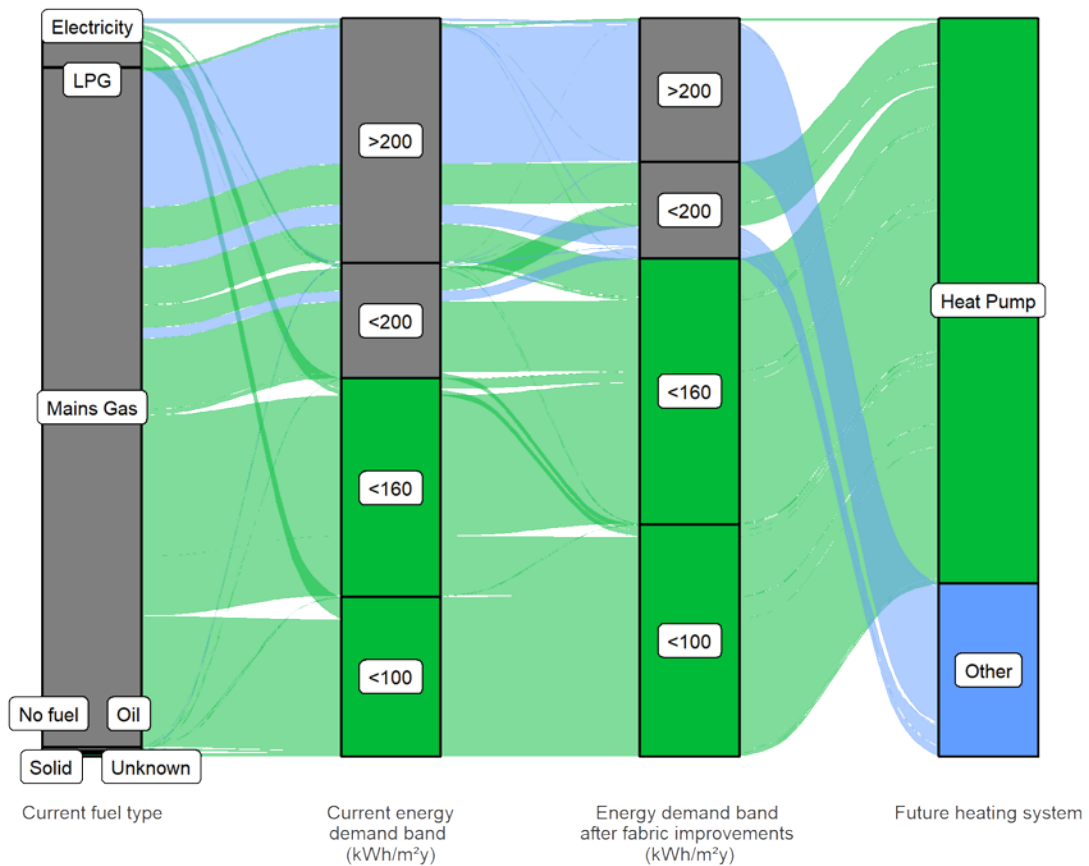 Electricity
LPG
Mains Gas
No fuel
Oil
Solid
Unknown
>200
<200
<160
<100
>200
<200
<160
<100
Heat Pump
Other
Current fuel type
Current energy
demand band
(kWh/m²y)
Energy demand band
after fabric improvements
(kWh/m²y)
Future heating system